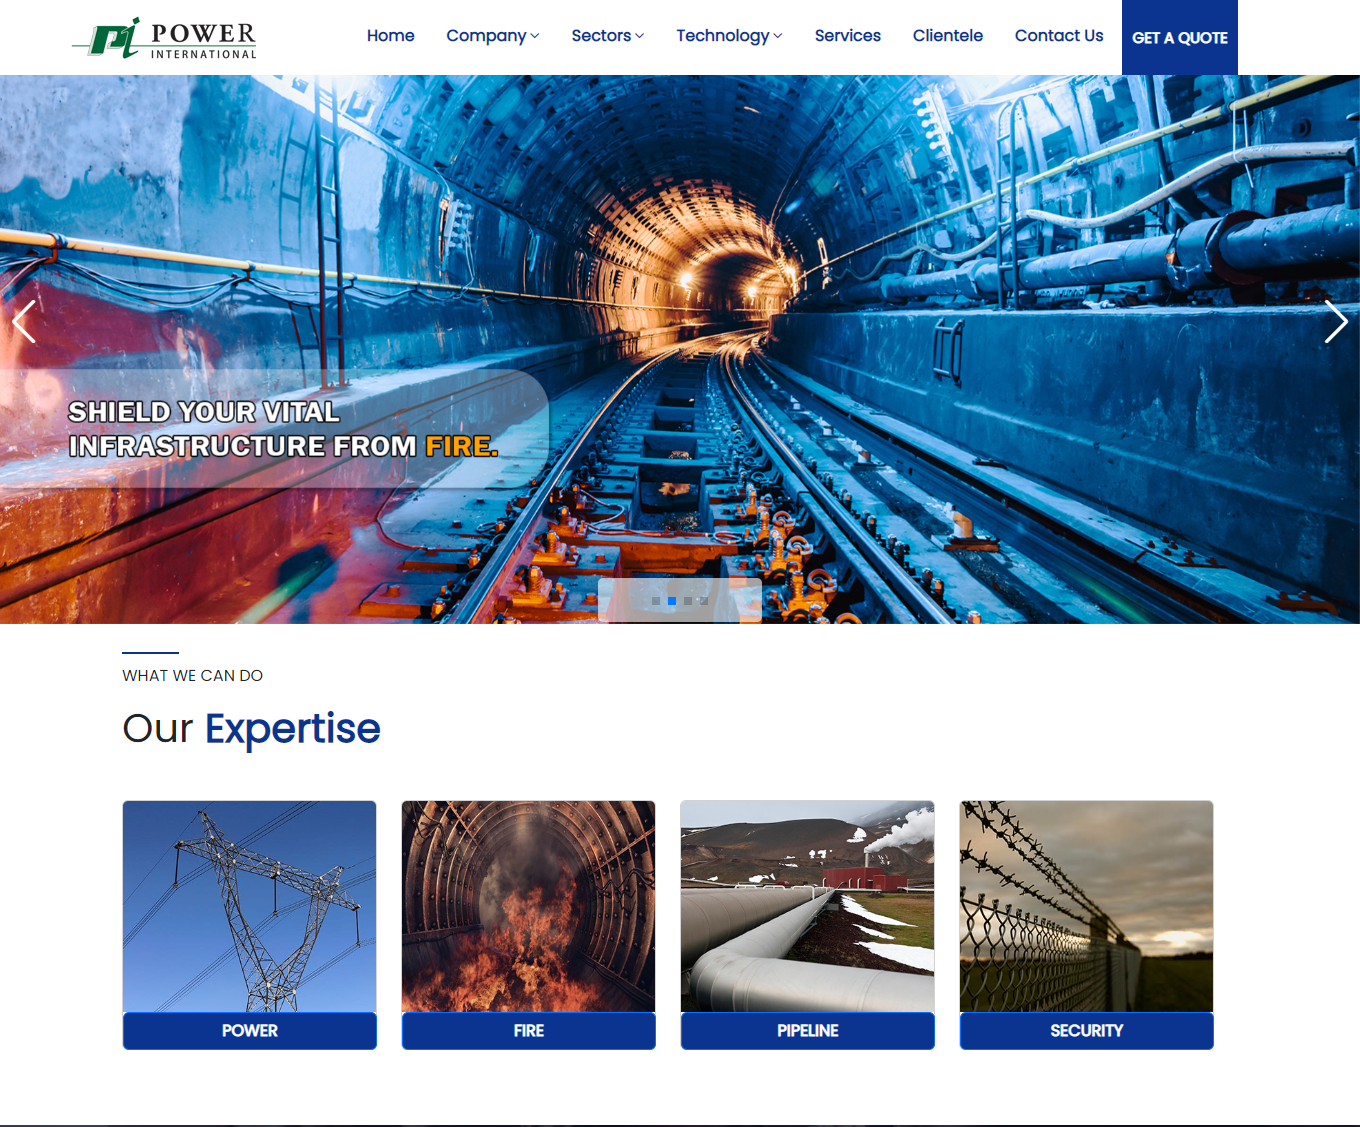 pi POWER
INTERNATIONAL
Home Company Sectors Technology Services Clientele Contact Us GET A QUOTE
SHIELD YOUR VITAL
INFRASTRUCTURE FROM FIRE.
WHAT WE CAN DO
Our Expertise
POWER FIRE PIPELINE SECURITY